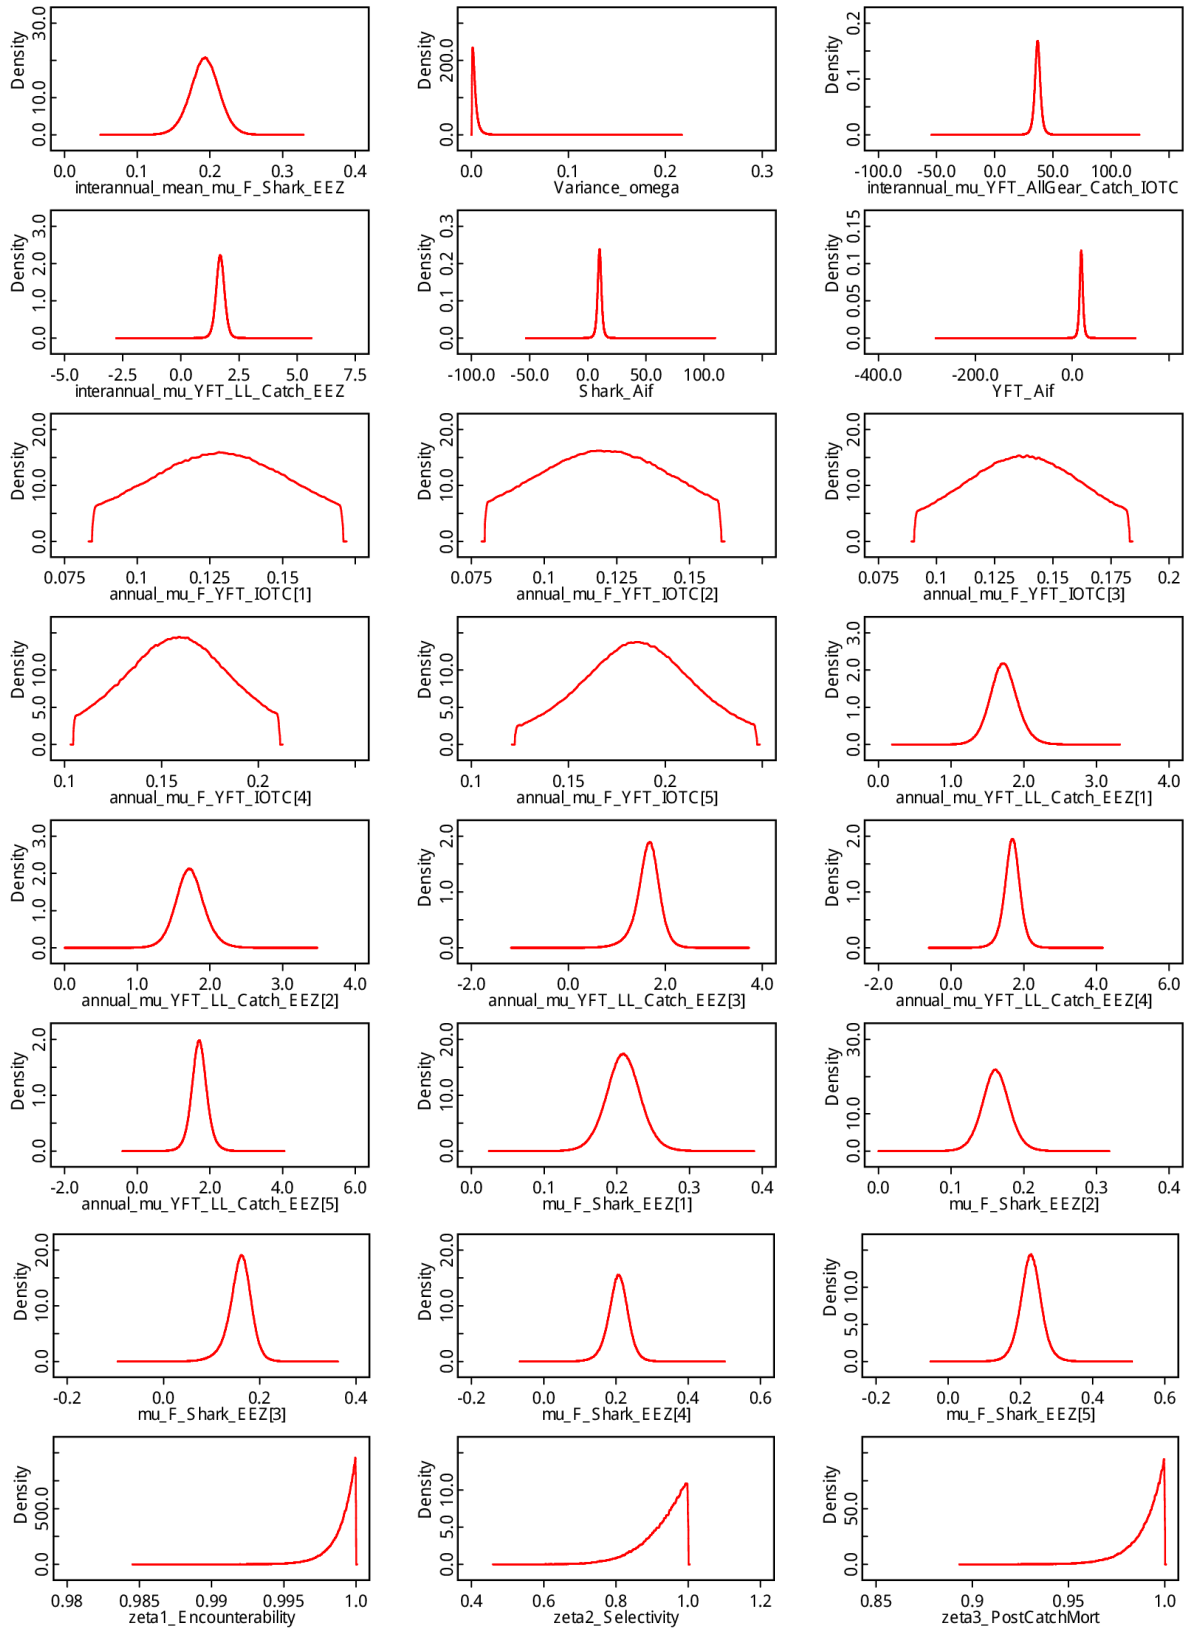 Density
30.0
10.0
0.0
0.0 0.1 0.2 0.3 0.4
interannual_mean_mu_F_Shark_EEZ
Density
200.0
0.0
0.0 0.1 0.2 0.3
Variance_omega
Density
0.2
0.1
0.0
-100.0 -50.0 0.0 50.0 100.0
interannual_mu_YFT_AllGear_Catch_IOTC
Density
3.0
2.0
1.0
0.0
-5.0 -2.5 0.0 2.5 5.0 7.5
interannual_mu_YFT_LL_Catch_EEZ
Density
0.3
0.2
0.1
0.0
-100.0 -50.0 0.0 50.0 100.0
Shark_Aif
Density
0.15
0.1
0.05
0.0
-400.0 -200.0 0.0
YFT_Aif
Density
20.0
10.0
0.0
0.075 0.1 0.125 0.15
annual_mu_F_YFT_IOTC[1]
Density
20.0
10.0
0.0
0.075 0.1 0.125 0.15
annual_mu_F_YFT_IOTC[2]
Density
20.0
10.0
0.0
0.075 0.1 0.125 0.15 0.175 0.2
annual_mu_F_YFT_IOTC[3]
Density
10.0
5.0
0.0
0.1 0.15 0.2
annual_mu_F_YFT_IOTC[4]
Density
10.0
5.0
0.0
0.1 0.15 0.2
annual_mu_F_YFT_IOTC[5]
Density
3.0
2.0
1.0
0.0
0.0 1.0 2.0 3.0 4.0
annual_mu_YFT_LL_Catch_EEZ[1]
Density
3.0
2.0
1.0
0.0
0.0 1.0 2.0 3.0 4.0
annual_mu_YFT_LL_Catch_EEZ[2]
Density
2.0
1.0
0.0
-2.0 0.0 2.0 4.0
annual_mu_YFT_LL_Catch_EEZ[3]
Density
2.0
1.0
0.0
-2.0 0.0 2.0 4.0 6.0
annual_mu_YFT_LL_Catch_EEZ[4]
Density
2.0
1.0
0.0
-2.0 0.0 2.0 4.0 6.0
annual_mu_YFT_LL_Catch_EEZ[5]
Density
20.0
10.0
0.0
0.0 0.1 0.2 0.3 0.4
mu_F_Shark_EEZ[1]
Density
30.0
10.0
0.0
0.0 0.1 0.2 0.3 0.4
mu_F_Shark_EEZ[2]
Density
20.0
10.0
0.0
-0.2 0.0 0.2 0.4
mu_F_Shark_EEZ[3]
Density
20.0
10.0
0.0
-0.2 0.0 0.2 0.4 0.6
mu_F_Shark_EEZ[4]
Density
10.0
5.0
0.0
-0.2 0.0 0.2 0.4 0.6
mu_F_Shark_EEZ[5]
Density
500.0
0.0
0.98 0.985 0.99 0.995 1.0
zeta1_Encounterability
Density
10.0
5.0
0.0
0.4 0.6 0.8 1.0 1.2
zeta2_Selectivity
Density
50.0
0.0
0.85 0.9 0.95 1.0
zeta3_PostCatchMort